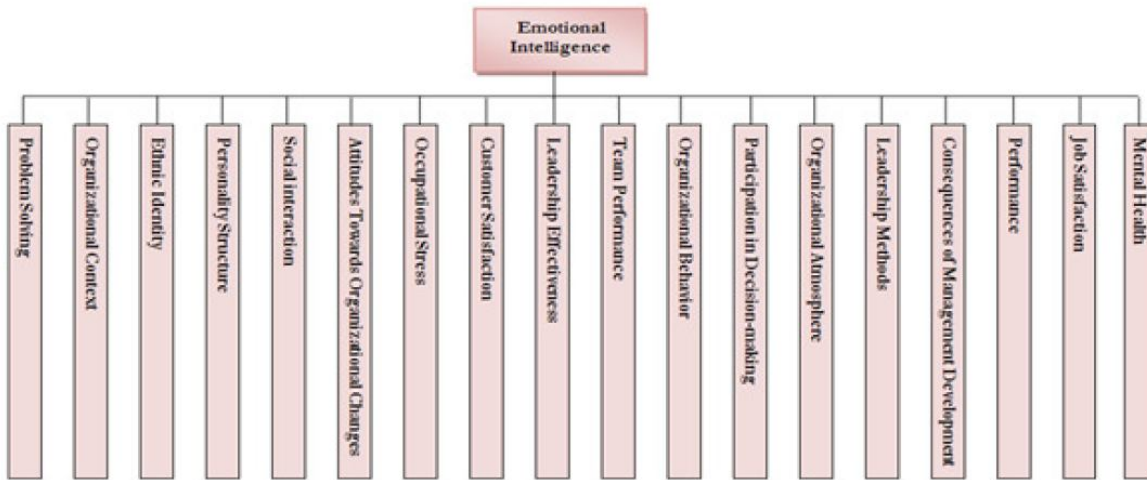 Emotional
Intelligence
Problem Solving
Organizational Context
Ethnic Identity
Personality Structure
Social interaction
Attitudes Towards Organizational Changes
Occupational Stress
Customer Satisfaction
Leadership Effectiveness
Team Performance
Organizational Behavior
Participation in Decision-making
Organizational Atmosphere
Leadership Methods
Consequences of Management Development
Performance
Job Satisfaction
Mental Health